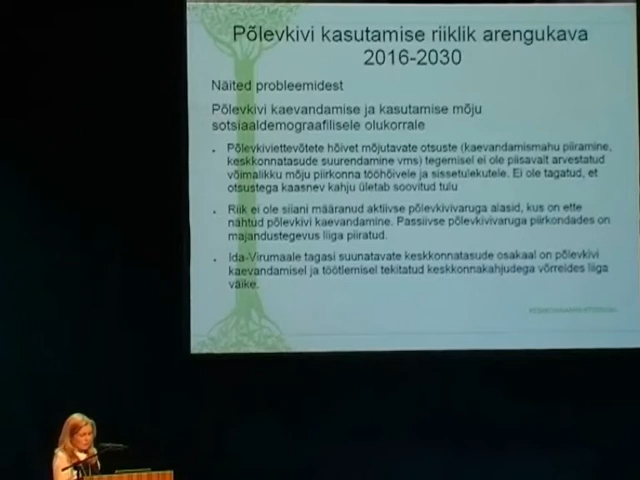 Põlevkivi kasutamise riiklik arengukava
2016-2030
Näited probleemidest
Põlevkivi kaevandamise ja kasutamise mõju
sotsiaaldemograafilisele olukorrale
Põlevkiviettevõtete hõivet mõjutavate otsuste (kaevandamismahu piiramine,
keskkonnatasude suurendamine vms) tegemisel ei ole piisavalt arvestatud
võimalikku mõju piirkonna tööhõivele ja sissetulekutele. Ei ole tagatud, et
otsustega kaasnev kahju ületab soovitud tulu
Riik ei ole siiani määranud aktiivse põlevkivivaruga alasid, kus on ette
nähtud põlevkivi kaevandamine. Passiivse põlevkivivaruga piirkondades on
majandustegevus liiga piiratud.
Ida-Virumaale tagasi suunatavate keskkonnatasude osakaal on põlevkivi
kaevandamisel ja töötlemisel tekitatud keskkonnakahjudega võrreldes liiga
väike.
KESKKONNAMINISTEERIUM